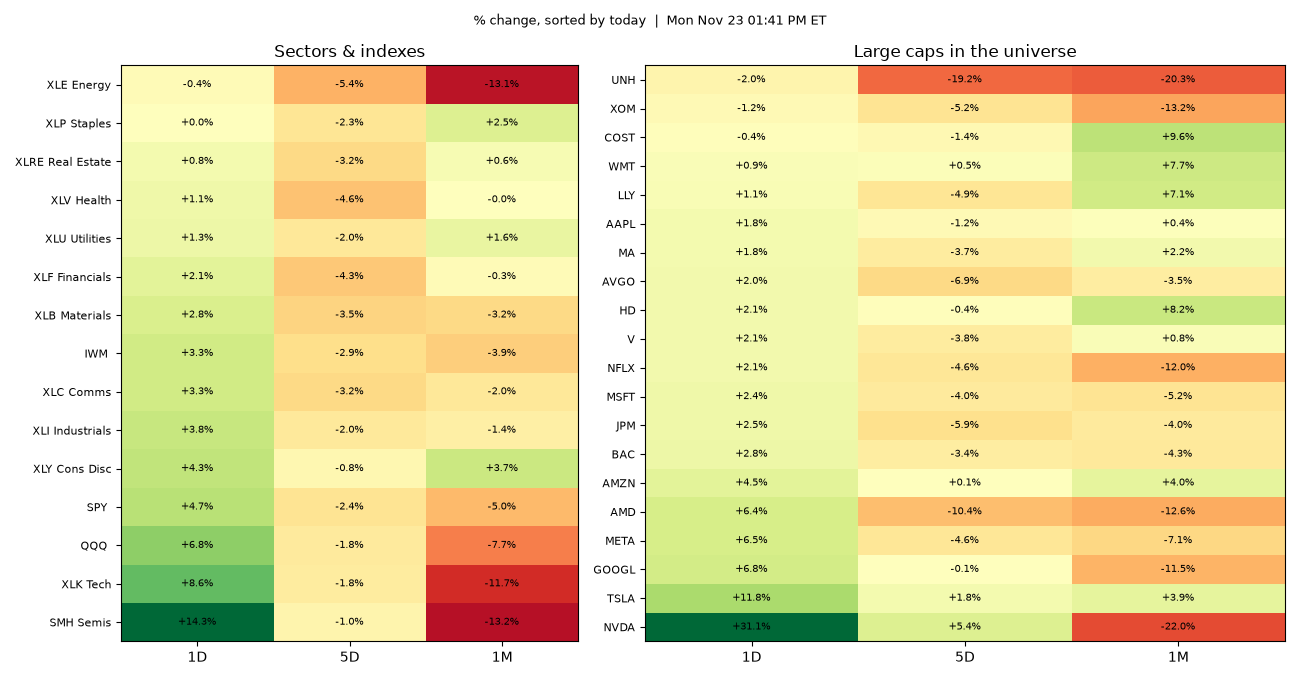 % change, sorted by today | Mon Nov 23 01:41 PM ET
Sectors & indexes
XLE Energy -0.4% -5.4% -13.1%
XLP Staples +0.0% -2.3% +2.5%
XLRE Real Estate +0.8% -3.2% +0.6%
XLV Health +1.1% -4.6% -0.0%
XLU Utilities +1.3% -2.0% +1.6%
XLF Financials +2.1% -4.3% -0.3%
XLB Materials +2.8% -3.5% -3.2%
IWM +3.3% -2.9% -3.9%
XLC Comms +3.3% -3.2% -2.0%
XLI Industrials +3.8% -2.0% -1.4%
XLY Cons Disc +4.3% -0.8% +3.7%
SPY +4.7% -2.4% -5.0%
QQQ +6.8% -1.8% -7.7%
XLK Tech +8.6% -1.8% -11.7%
SMH Semis +14.3% -1.0% -13.2%
1D 5D 1M
Large caps in the universe
UNH -2.0% -19.2% -20.3%
XOM -1.2% -5.2% -13.2%
COST -0.4% -1.4% +9.6%
WMT +0.9% +0.5% +7.7%
LLY +1.1% -4.9% +7.1%
AAPL +1.8% -1.2% +0.4%
MA +1.8% -3.7% +2.2%
AVGO +2.0% -6.9% -3.5%
HD +2.1% -0.4% +8.2%
V +2.1% -3.8% +0.8%
NFLX +2.1% -4.6% -12.0%
MSFT +2.4% -4.0% -5.2%
JPM +2.5% -5.9% -4.0%
BAC +2.8% -3.4% -4.3%
AMZN +4.5% +0.1% +4.0%
AMD +6.4% -10.4% -12.6%
META +6.5% -4.6% -7.1%
GOOGL +6.8% -0.1% -11.5%
TSLA +11.8% +1.8% +3.9%
NVDA +31.1% +5.4% -22.0%
1D 5D 1M